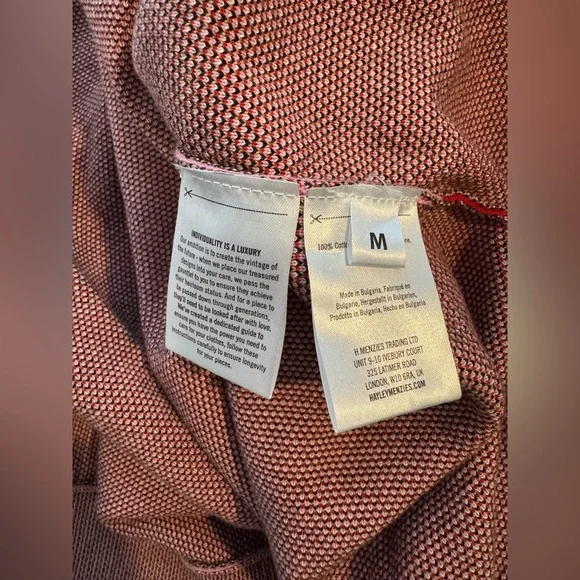 INDIVIDUALITY IS A LUXURY
Our ambition is to create the vintage of
the future - when we place our treasured
designs into your care, we pass the
gauntlet to you to ensure they achieve
their heirloom status. And for a piece to
be passed down through generations,
they'll need to be looked after with love.
We've created a dedicated guide to
ensure you have the power you need to
care for your clothes, follow these
instructions carefully to ensure longevity
for your pieces.
M
100% Cott
Made in Bulgaria, Fabriqué en
Bulgarie, Hergestellt in Bulgarien,
Prodotto in Bulgaria, Hecho en Bulgaria
H MENZIES TRADING LTD
UNIT 9-10 IVEBURY COURT
325 LATIMER ROAD
LONDON, W10 6RA, UK
HAYLEYMENZIES.COM